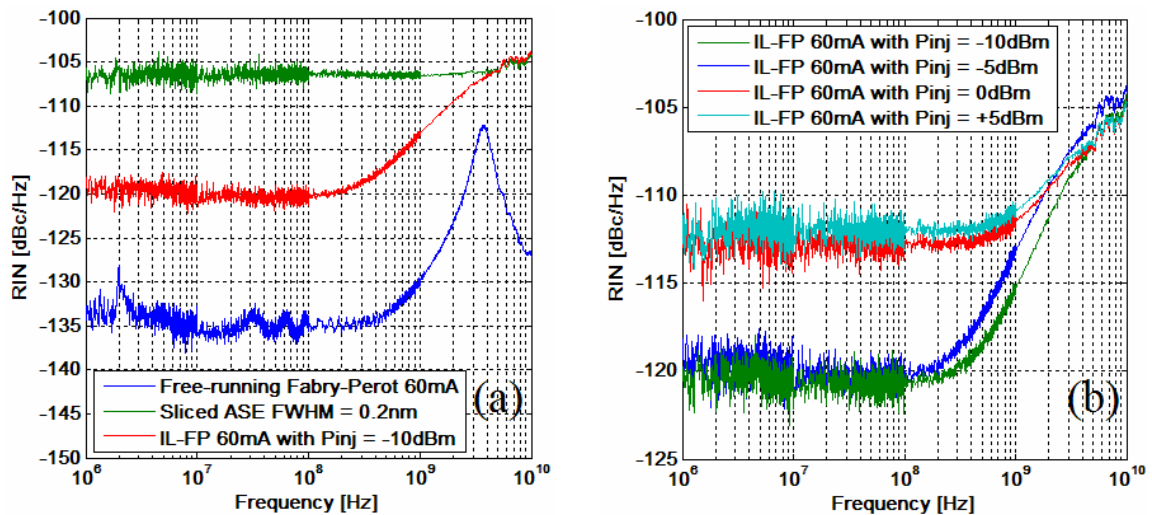 -100
-105
-110
-115
-120
-125
-130
-135
-140
-145
-150
RIN [dBc/Hz]
Free-running Fabry-Perot 60mA
Sliced ASE FWHM = 0.2nm
IL-FP 60mA with Pinj = -10dBm
(a)
10^6
10^7
10^8
10^9
10^10
Frequency [Hz]
-100
-105
-110
-115
-120
-125
RIN [dBc/Hz]
IL-FP 60mA with Pinj = -10dBm
IL-FP 60mA with Pinj = -5dBm
IL-FP 60mA with Pinj = 0dBm
IL-FP 60mA with Pinj = +5dBm
(b)
10^6
10^7
10^8
10^9
10^10
Frequency [Hz]